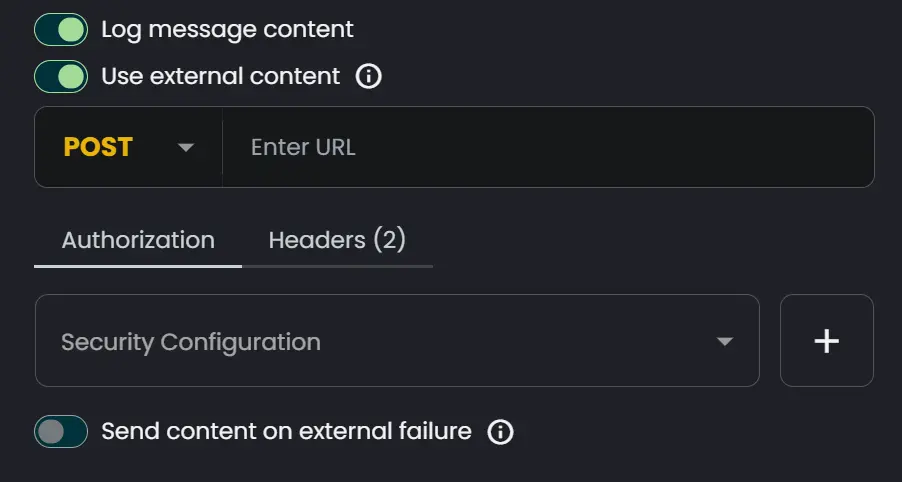 Log message content
Use external content
POST Enter URL
Authorization Headers (2)
Security Configuration +
Send content on external failure